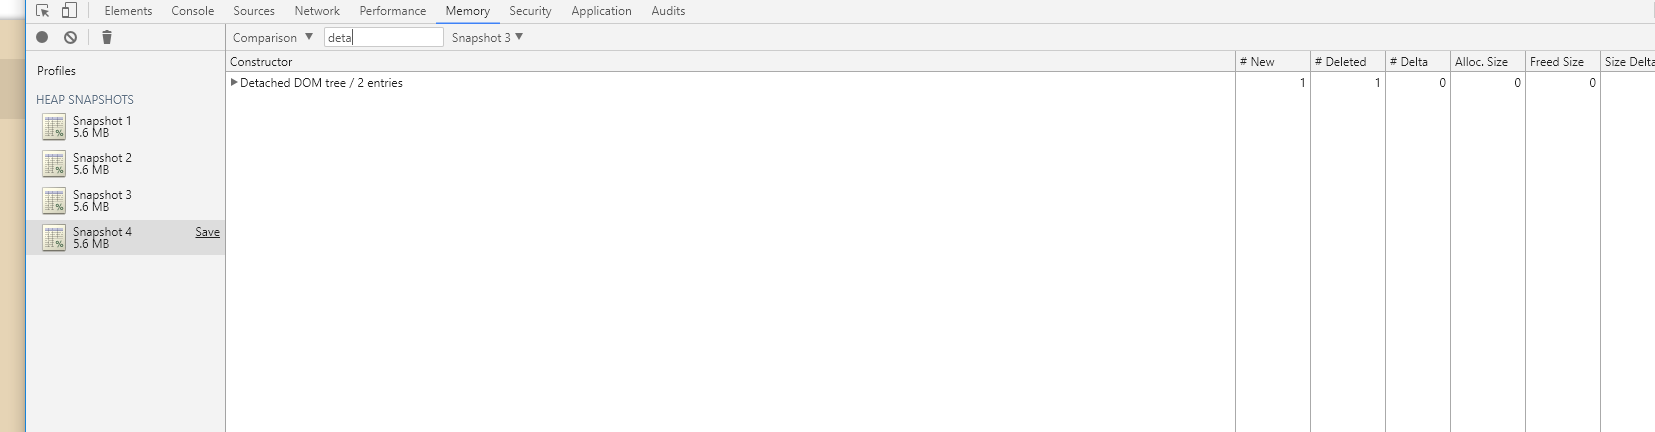 Elements Console Sources Network Performance Memory Security Application Audits
Comparison ▼ deta Snapshot 3 ▼
Profiles
HEAP SNAPSHOTS
Snapshot 1
5.6 MB
Snapshot 2
5.6 MB
Snapshot 3
5.6 MB
Snapshot 4 Save
5.6 MB
Constructor # New # Deleted # Delta Alloc. Size Freed Size Size Delta
Detached DOM tree / 2 entries 1 1 0 0 0